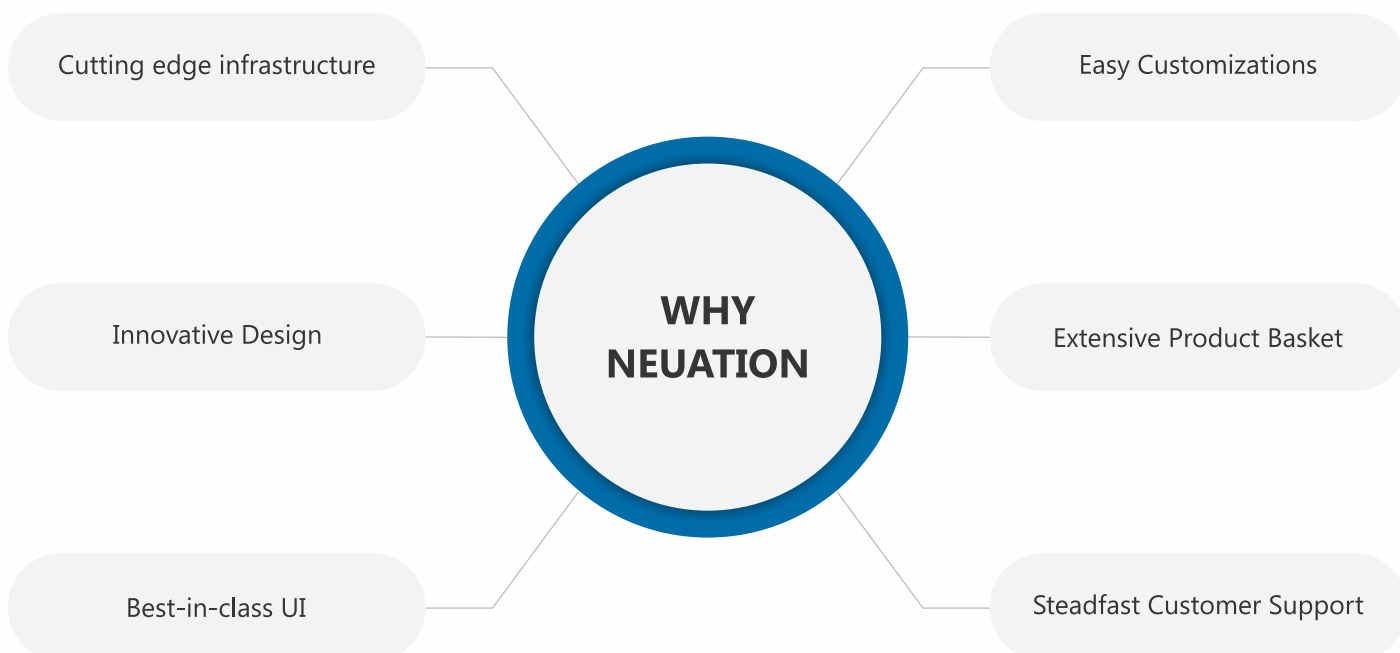 Cutting edge infrastructure
Easy Customizations
WHY
NEUATION
Innovative Design
Extensive Product Basket
Best-in-class UI
Steadfast Customer Support